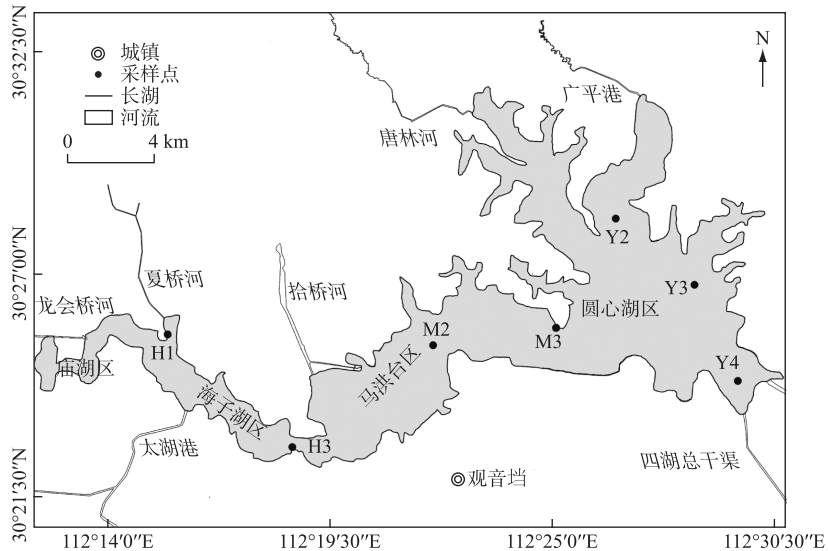 30°32′30″N
30°27′00″N
30°21′30″N
城镇
采样点
长湖
河流
0 4 km
N
广平港
唐林河
Y2
夏桥河
拾桥河
Y3
龙会桥河
圆心湖区
H1
M2
M3
庙湖区
马洪台区
Y4
海子湖区
太湖港
H3
四湖总干渠
观音垱
112°14′0″E
112°19′30″E
112°25′0″E
112°30′30″E